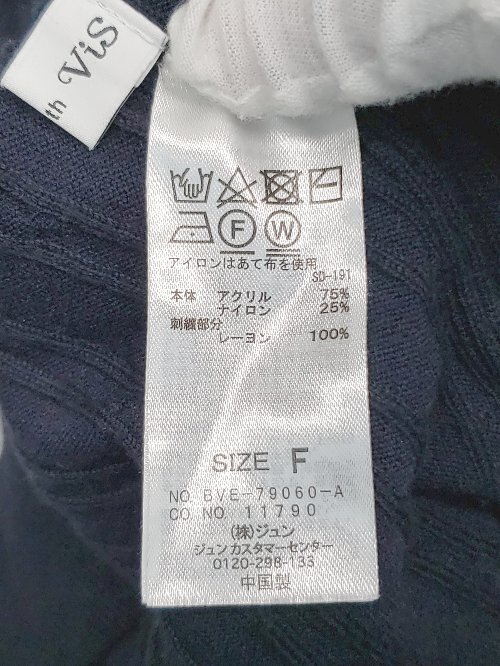 th ViS
F W
アイロンはあて布を使用
SD-191
本体 アクリル 75%
ナイロン 25%
刺繍部分
レーヨン 100%
SIZE F
NO. BVE-79060-A
CO. NO. 11790
(株)ジュン
ジュンカスタマーセンター
0120-298-133
中国製